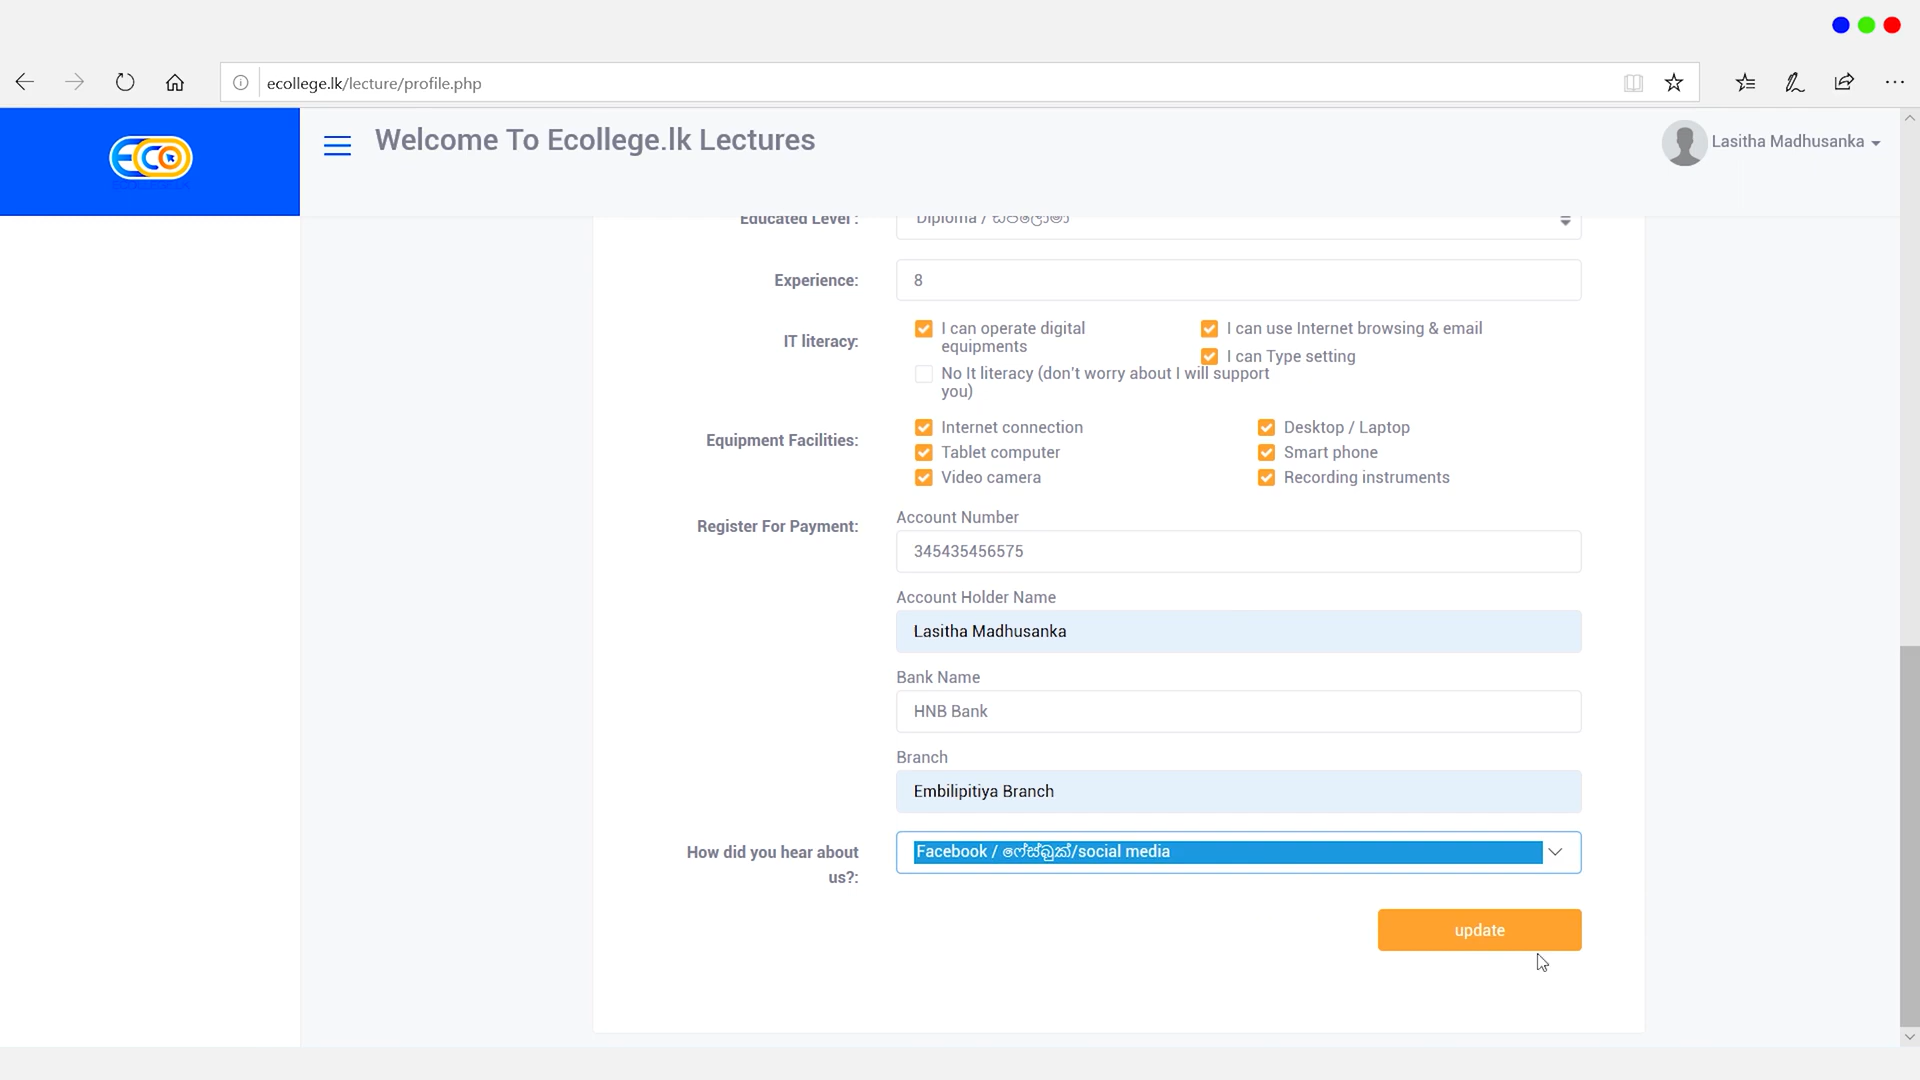 ecollege.lk/lecture/profile.php
ECO
Welcome To Ecollege.lk Lectures
Lasitha Madhusanka
Educated Level :
Diploma / ඩිප්ලෝමා
Experience:
8
IT literacy:
I can operate digital
equipments
I can use Internet browsing & email
I can Type setting
No It literacy (don't worry about I will support
you)
Equipment Facilities:
Internet connection
Desktop / Laptop
Tablet computer
Smart phone
Video camera
Recording instruments
Register For Payment:
Account Number
345435456575
Account Holder Name
Lasitha Madhusanka
Bank Name
HNB Bank
Branch
Embilipitiya Branch
How did you hear about
us?:
Facebook / ෆේස්බුක්/social media
update